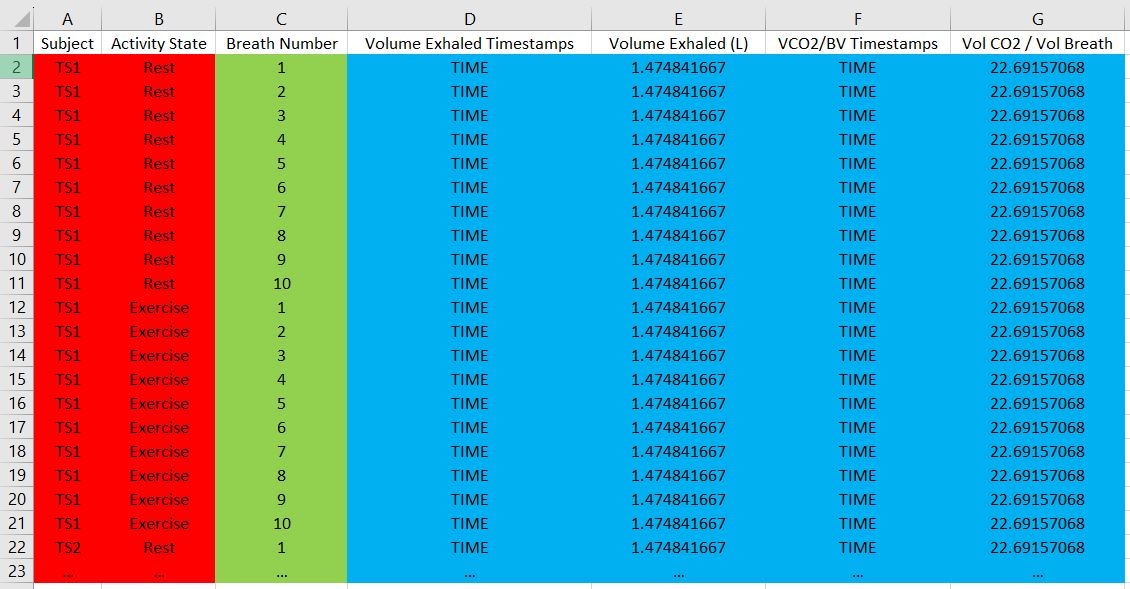 A B C D E F G
1 Subject Activity State Breath Number Volume Exhaled Timestamps Volume Exhaled (L) VCO2/BV Timestamps Vol CO2 / Vol Breath
2 TS1 Rest 1 TIME 1.474841667 TIME 22.69157068
3 TS1 Rest 2 TIME 1.474841667 TIME 22.69157068
4 TS1 Rest 3 TIME 1.474841667 TIME 22.69157068
5 TS1 Rest 4 TIME 1.474841667 TIME 22.69157068
6 TS1 Rest 5 TIME 1.474841667 TIME 22.69157068
7 TS1 Rest 6 TIME 1.474841667 TIME 22.69157068
8 TS1 Rest 7 TIME 1.474841667 TIME 22.69157068
9 TS1 Rest 8 TIME 1.474841667 TIME 22.69157068
10 TS1 Rest 9 TIME 1.474841667 TIME 22.69157068
11 TS1 Rest 10 TIME 1.474841667 TIME 22.69157068
12 TS1 Exercise 1 TIME 1.474841667 TIME 22.69157068
13 TS1 Exercise 2 TIME 1.474841667 TIME 22.69157068
14 TS1 Exercise 3 TIME 1.474841667 TIME 22.69157068
15 TS1 Exercise 4 TIME 1.474841667 TIME 22.69157068
16 TS1 Exercise 5 TIME 1.474841667 TIME 22.69157068
17 TS1 Exercise 6 TIME 1.474841667 TIME 22.69157068
18 TS1 Exercise 7 TIME 1.474841667 TIME 22.69157068
19 TS1 Exercise 8 TIME 1.474841667 TIME 22.69157068
20 TS1 Exercise 9 TIME 1.474841667 TIME 22.69157068
21 TS1 Exercise 10 TIME 1.474841667 TIME 22.69157068
22 TS2 Rest 1 TIME 1.474841667 TIME 22.69157068
23 ... ... ... ... ... ... ...